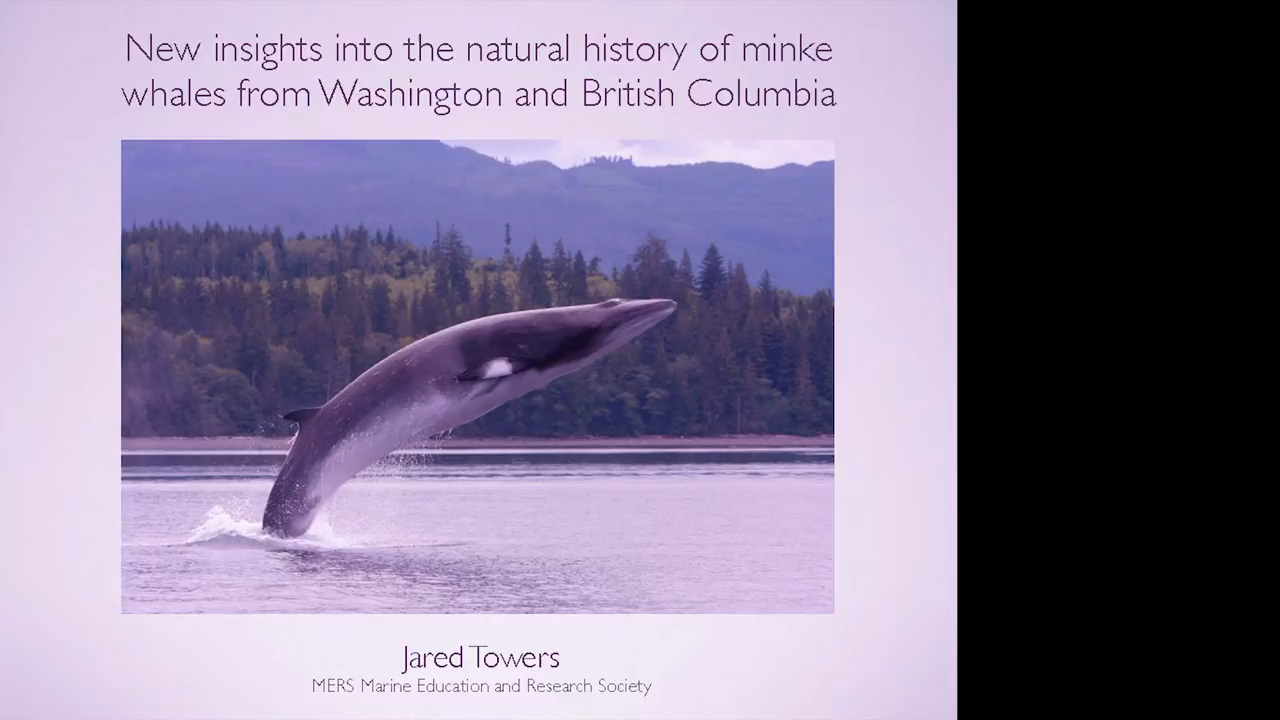 New insights into the natural history of minke
whales from Washington and British Columbia
Jared Towers
MERS Marine Education and Research Society